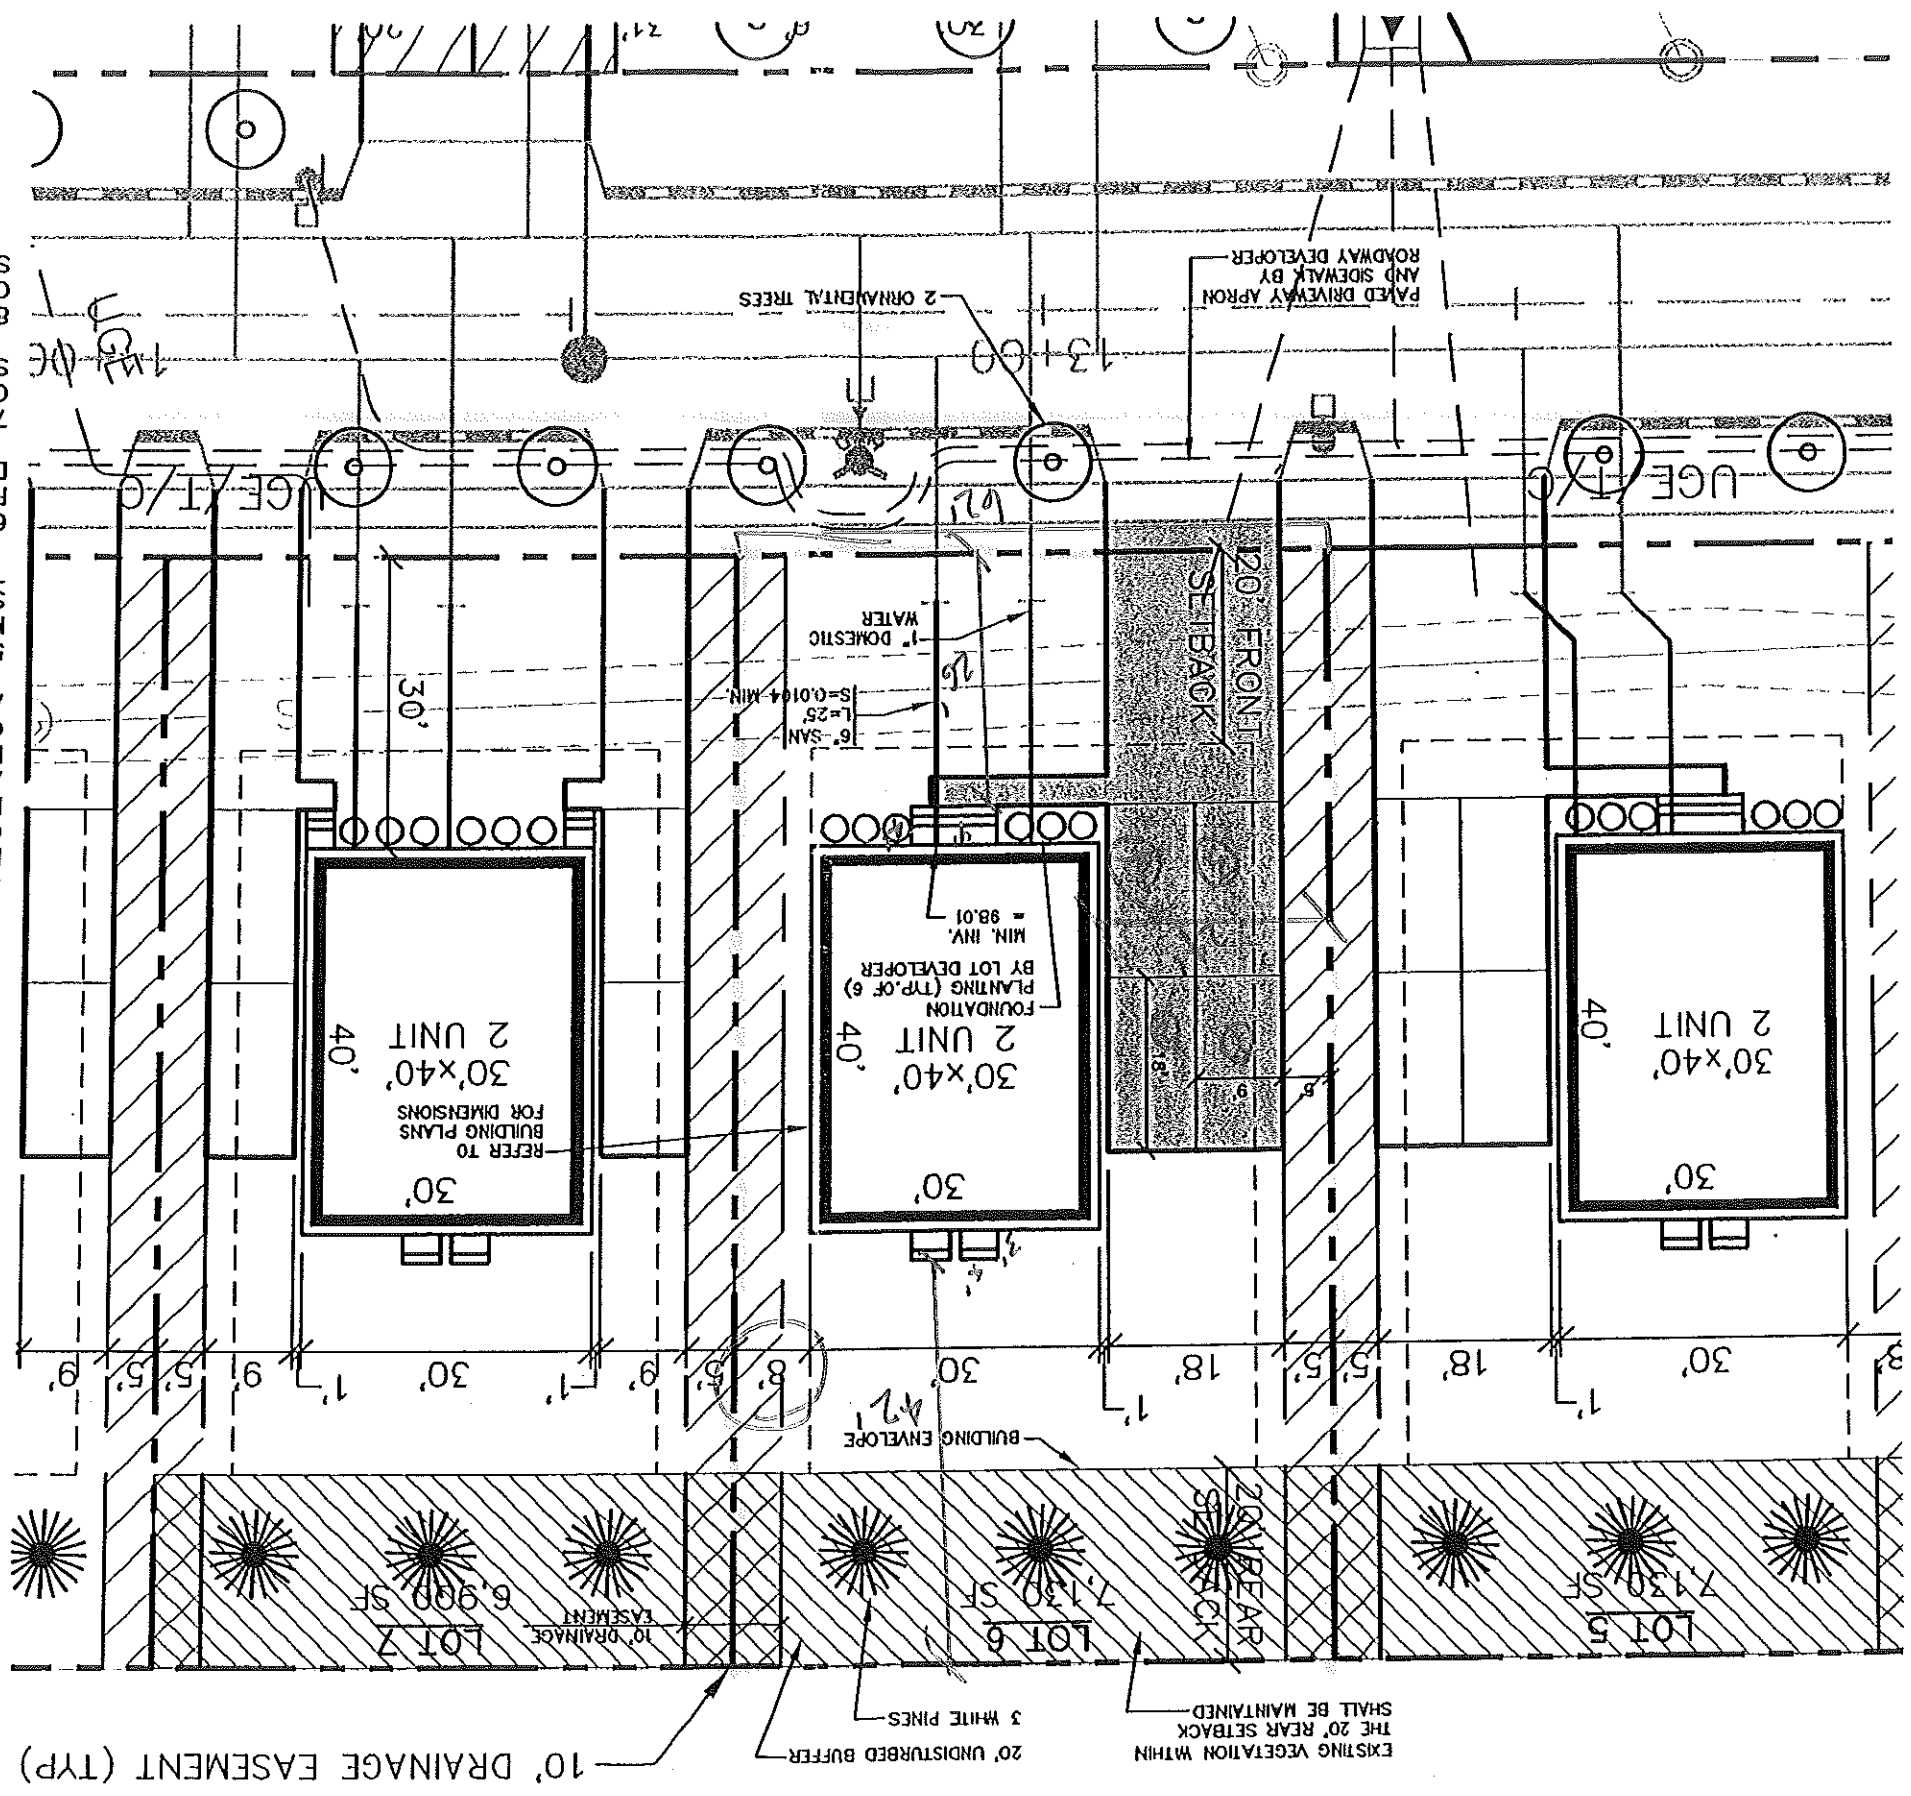 10' DRAINAGE EASEMENT (TYP)
EXISTING VEGETATION WITHIN
THE 20' REAR SETBACK
SHALL BE MAINTAINED
3 WHITE PINES
20' UNDISTURBED BUFFER
LOT 5
7,130 SF
20' REAR
SETBACK
LOT 6
7,130 SF
LOT 7
6,900 SF
10' DRAINAGE
EASEMENT
BUILDING ENVELOPE
42'
1'
30'
18'
5'
5'
18'
1'
30'
8'
5'
9'
1'
30'
1'
9'
5'
5'
9'
30'
30'x40'
2 UNIT
40'
5'
9'
18'
30'
30'x40'
2 UNIT
40'
FOUNDATION
PLANTING (TYP.OF 6)
BY LOT DEVELOPER
MIN. INV.
= 98.01
30'
REFER TO
BUILDING PLANS
FOR DIMENSIONS
30'x40'
2 UNIT
40'
4'
3'
20' FRONT
SETBACK
6" SAN
L=25'
S=0.0104 MIN.
26
1" DOMESTIC
WATER
30'
62'
UGE/T/C
UGE/T/C
13+00
2 ORNAMENTAL TREES
PAVED DRIVEWAY APRON
AND SIDEWALK BY
ROADWAY DEVELOPER